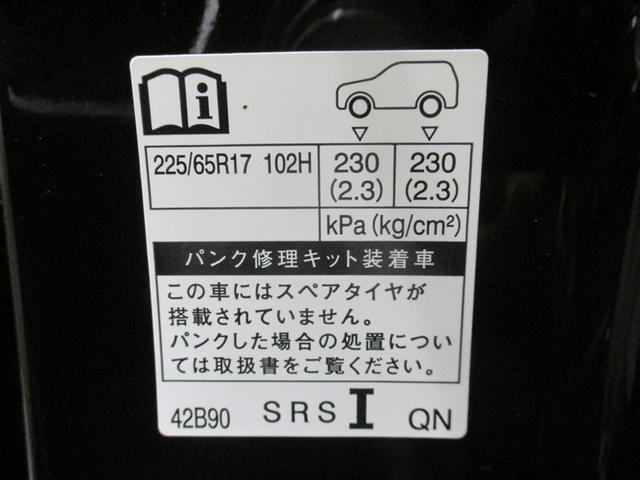 225/65R17 102H 230 (2.3) 230 (2.3)
kPa (kg/cm²)
パンク修理キット装着車
この車にはスペアタイヤが
搭載されていません。
パンクした場合の処置につい
ては取扱書をご覧ください。
42B90 SRS I QN